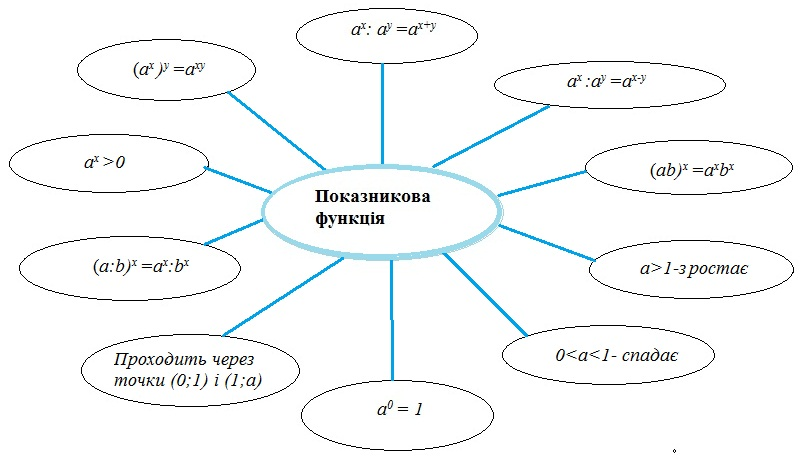 aˣ: aʸ =aˣ⁺ʸ
(aˣ)ʸ =aˣʸ
aˣ :aʸ =aˣ⁻ʸ
aˣ >0
(ab)ˣ =aˣbˣ
Показникова
функція
(a:b)ˣ =aˣ:bˣ
a>1-зростає
Проходить через
точки (0;1) і (1;a)
0<a<1- спадає
a⁰ = 1